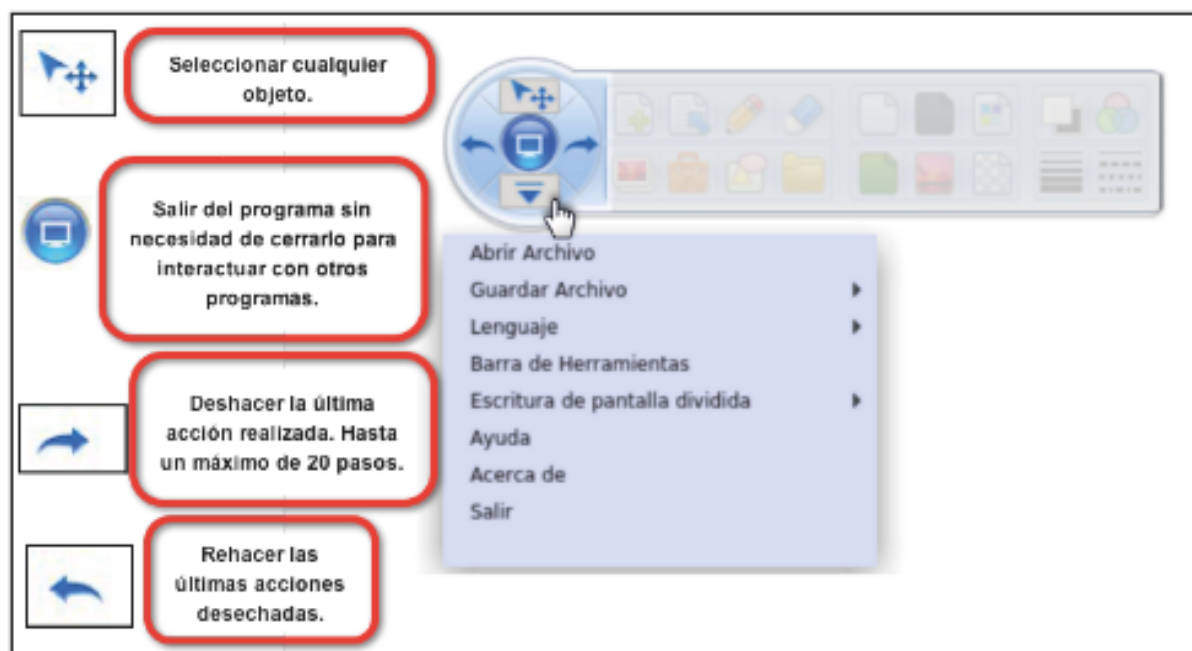 Seleccionar cualquier
objeto.
Salir del programa sin
necesidad de cerrarlo para
interactuar con otros
programas.
Deshacer la última
acción realizada. Hasta
un máximo de 20 pasos.
Rehacer las
últimas acciones
desechadas.
Abrir Archivo
Guardar Archivo
Lenguaje
Barra de Herramientas
Escritura de pantalla dividida
Ayuda
Acerca de
Salir